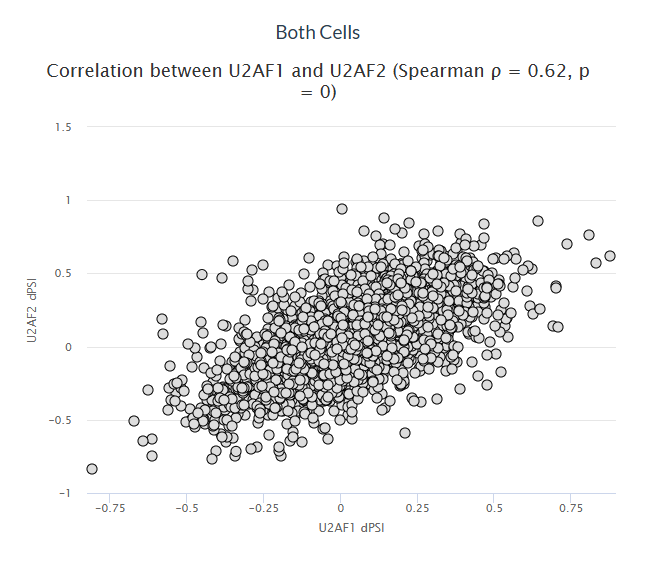 Both Cells
Correlation between U2AF1 and U2AF2 (Spearman ρ = 0.62, p
= 0)
1.5
1
0.5
0
−0.5
−1
U2AF2 dPSI
−0.75 −0.5 −0.25 0 0.25 0.5 0.75
U2AF1 dPSI